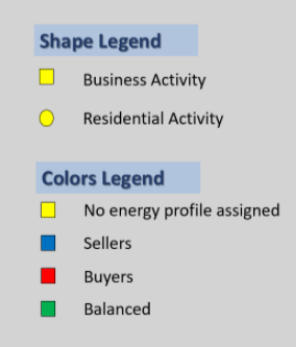 Shape Legend
Business Activity
Residential Activity
Colors Legend
No energy profile assigned
Sellers
Buyers
Balanced